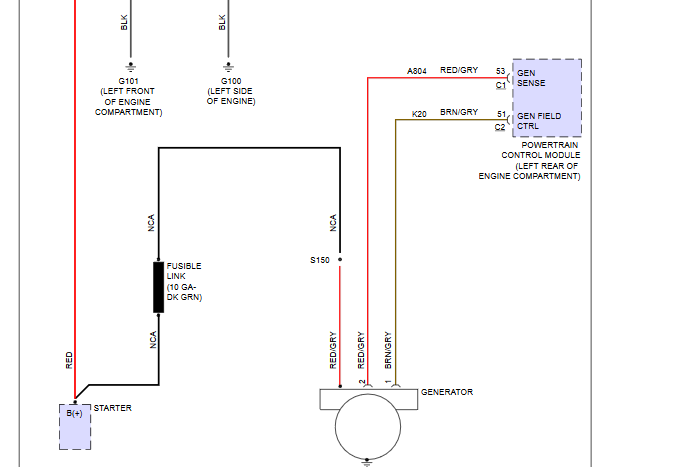 BLK
BLK
G101
(LEFT FRONT
OF ENGINE
COMPARTMENT)
G100
(LEFT SIDE
OF ENGINE)
A804
RED/GRY
53
C1
GEN
SENSE
K20
BRN/GRY
51
C2
GEN FIELD
CTRL
POWERTRAIN
CONTROL MODULE
(LEFT REAR OF
ENGINE COMPARTMENT)
NCA
NCA
S150
FUSIBLE
LINK
(10 GA-
DK GRN)
NCA
RED
RED/GRY
RED/GRY
BRN/GRY
2
1
GENERATOR
B(+)
STARTER